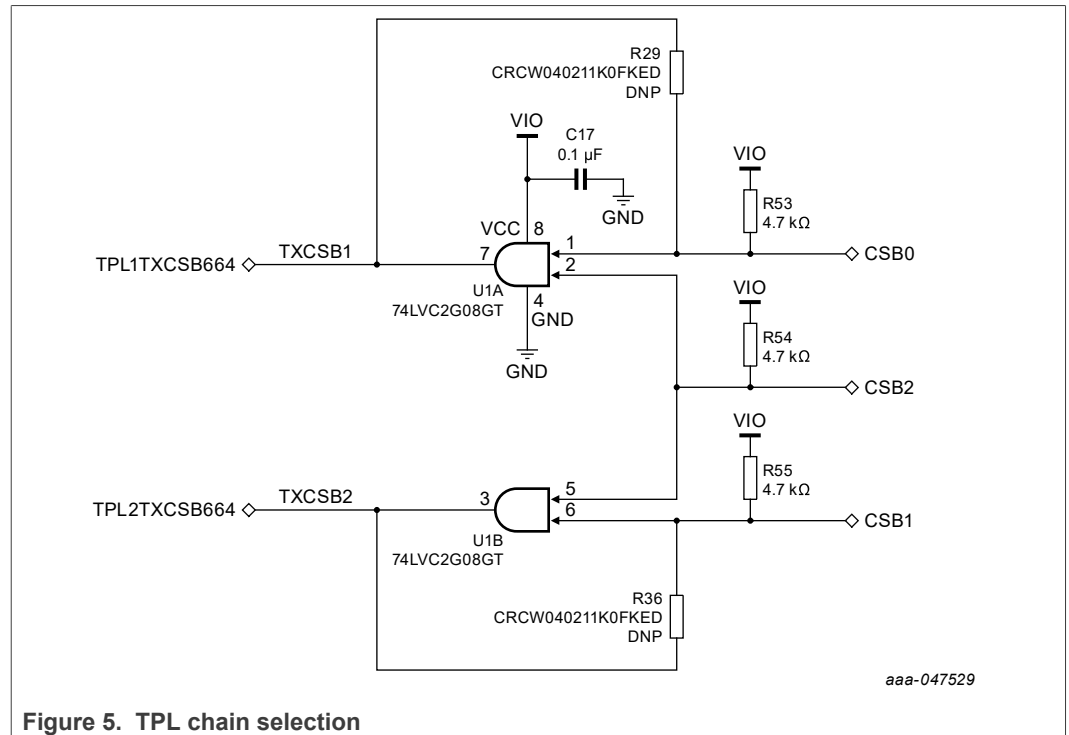 R29
CRCW040211K0FKED
DNP
VIO
C17
0.1 µF
GND
VIO
R53
4.7 kΩ
VCC 8
TPL1TXCSB664
TXCSB1
7
1
2
CSB0
U1A
74LVC2G08GT
4
GND
GND
VIO
R54
4.7 kΩ
CSB2
VIO
R55
4.7 kΩ
TPL2TXCSB664
TXCSB2
3
5
6
CSB1
U1B
74LVC2G08GT
R36
CRCW040211K0FKED
DNP
aaa-047529
Figure 5. TPL chain selection